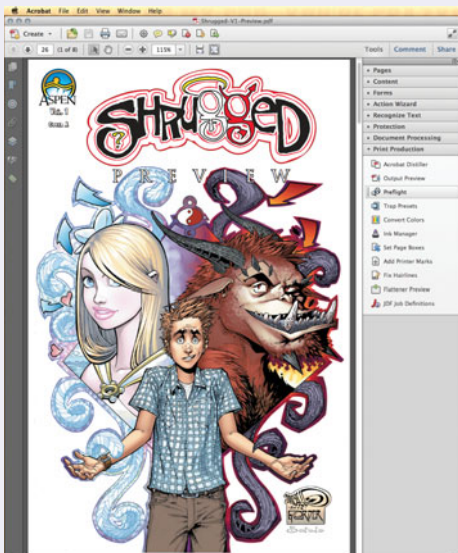 Acrobat File Edit View Window Help
Shrugged-V1-Preview.pdf
Create
26 (1 of 8) 115%
Tools Comment Share
Pages
Content
Forms
Action Wizard
Recognize Text
Protection
Document Processing
Print Production
Acrobat Distiller
Output Preview
Preflight
Trap Presets
Convert Colors
Ink Manager
Set Page Boxes
Add Printer Marks
Fix Hairlines
Flattener Preview
JDF Job Definitions
ASPEN
SHRUGGED
PREVIEW